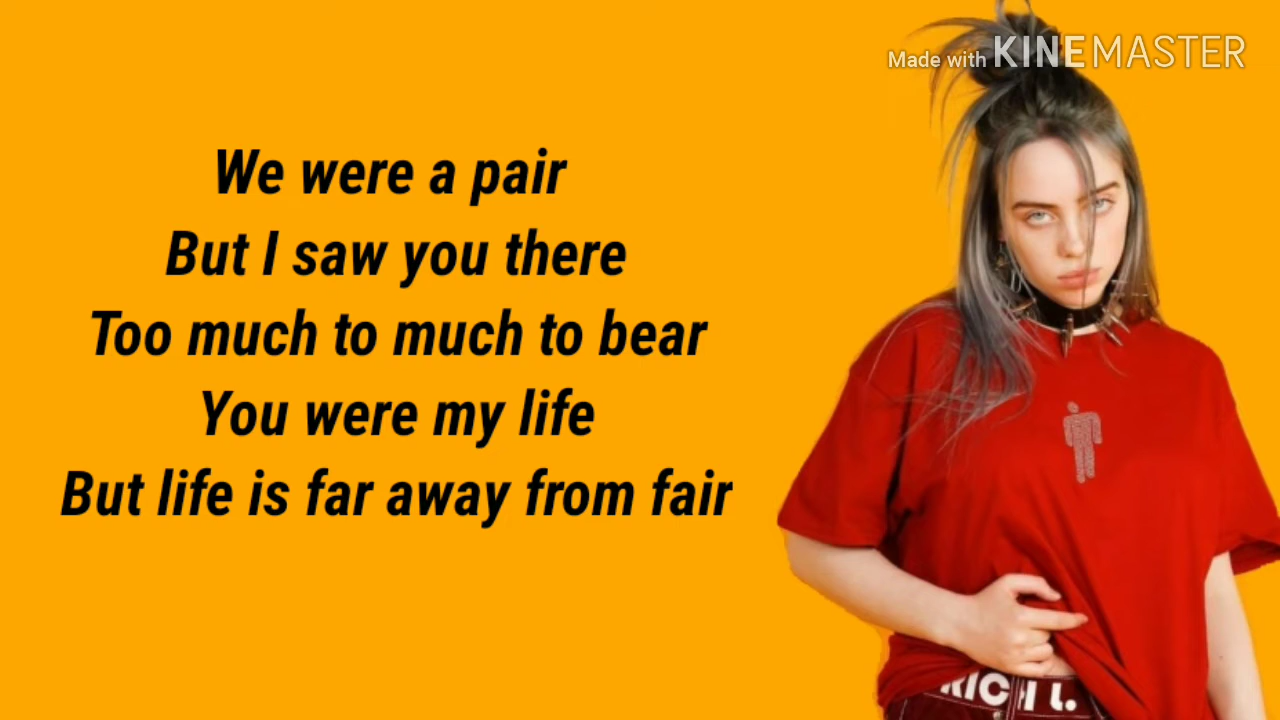 Made with KINEMASTER
We were a pair
But I saw you there
Too much to much to bear
You were my life
But life is far away from fair
RICH L.